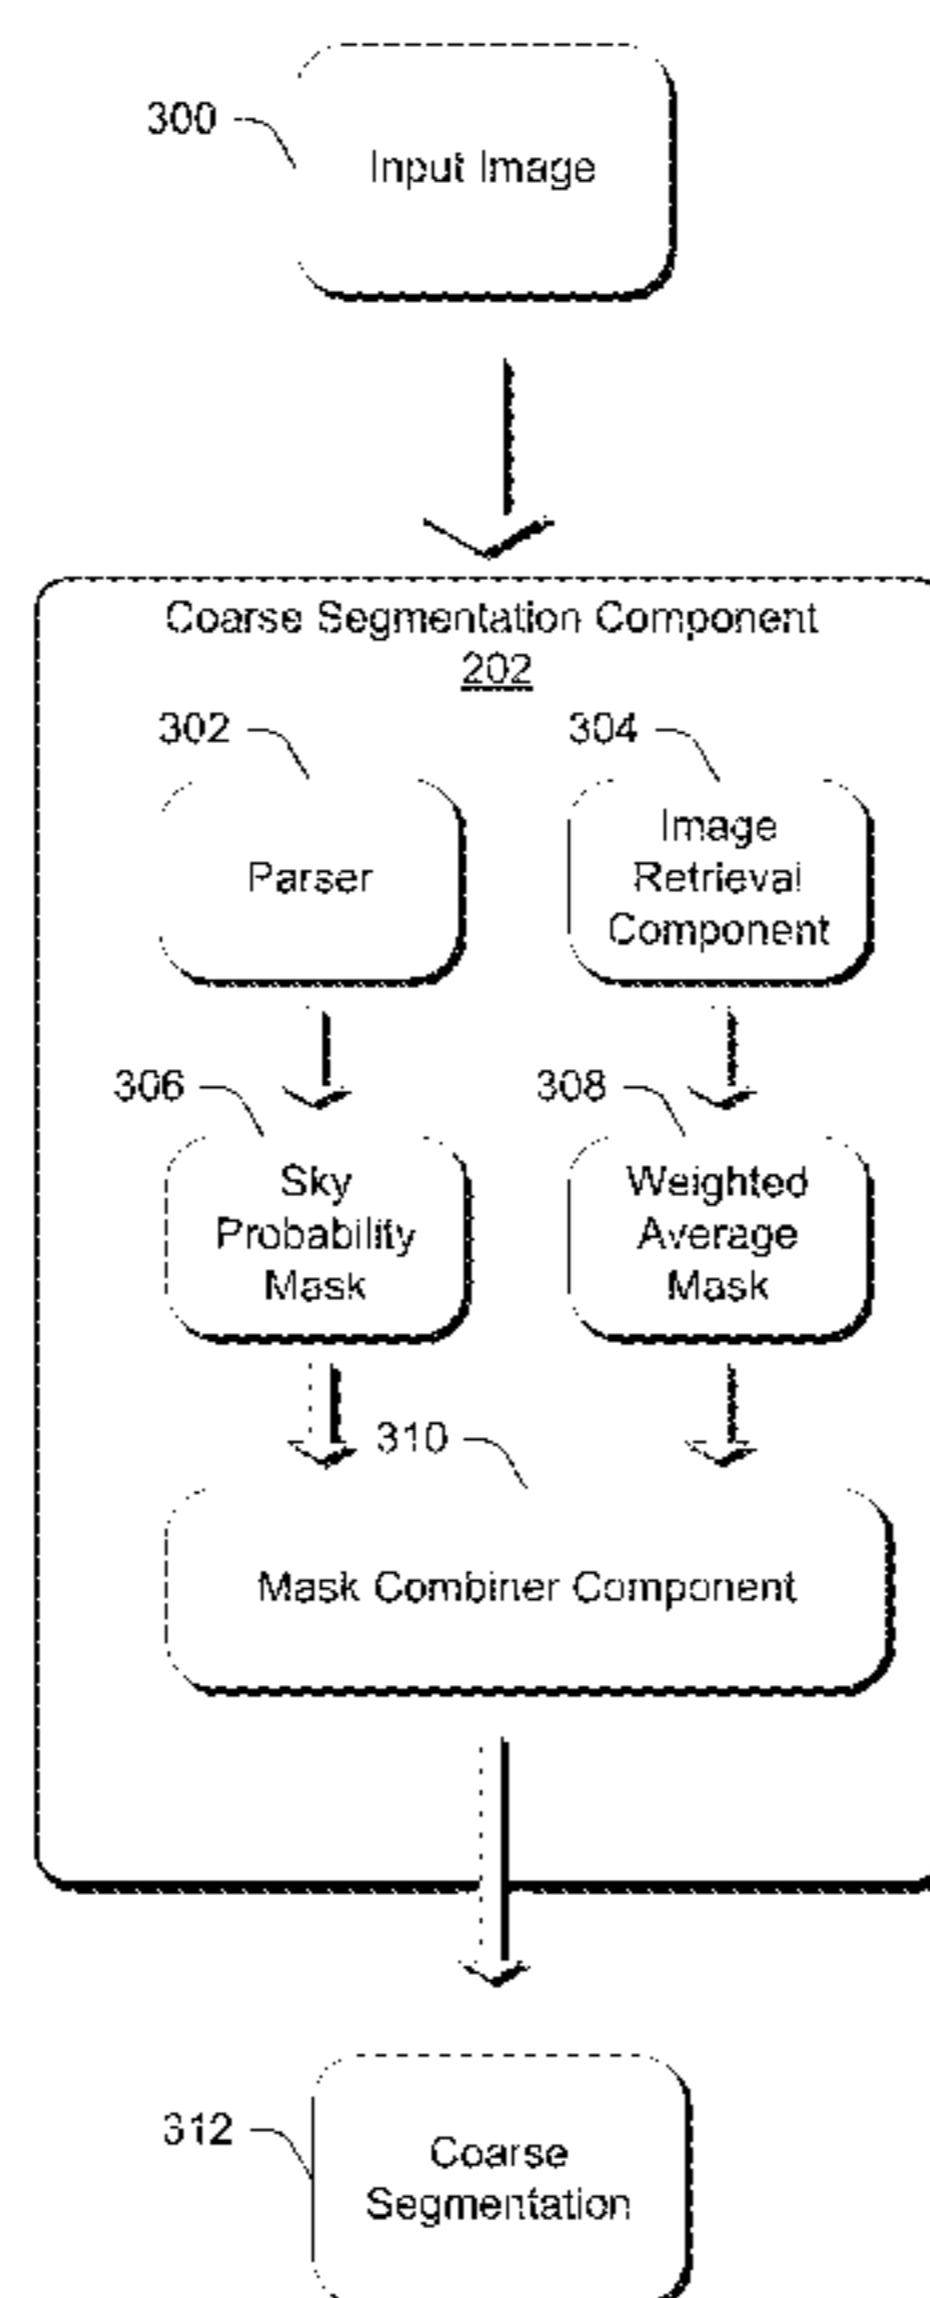 300
Input Image
Coarse Segmentation Component
202
302
304
Parser
Image
Retrieval
Component
306
308
Sky
Probability
Mask
Weighted
Average
Mask
310
Mask Combiner Component
312
Coarse
Segmentation